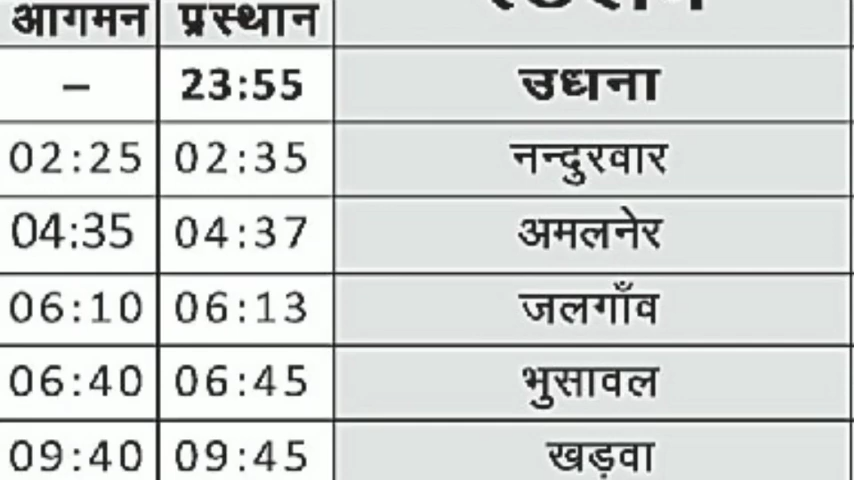 आगमन प्रस्थान
– 23:55 उधना
02:25 02:35 नन्दुरवार
04:35 04:37 अमलनेर
06:10 06:13 जलगाँव
06:40 06:45 भुसावल
09:40 09:45 खड़वा